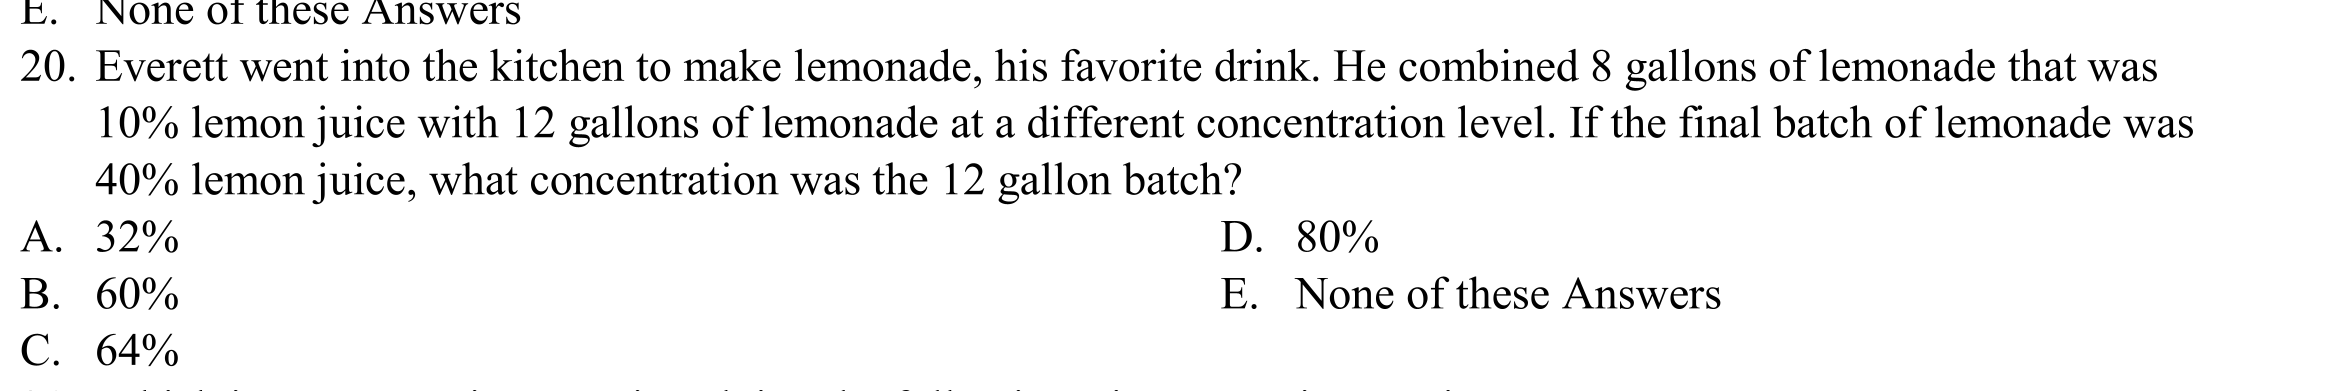 E. None of these Answers
20. Everett went into the kitchen to make lemonade, his favorite drink. He combined 8 gallons of lemonade that was
10% lemon juice with 12 gallons of lemonade at a different concentration level. If the final batch of lemonade was
40% lemon juice, what concentration was the 12 gallon batch?
A. 32%
B. 60%
C. 64%
D. 80%
E. None of these Answers